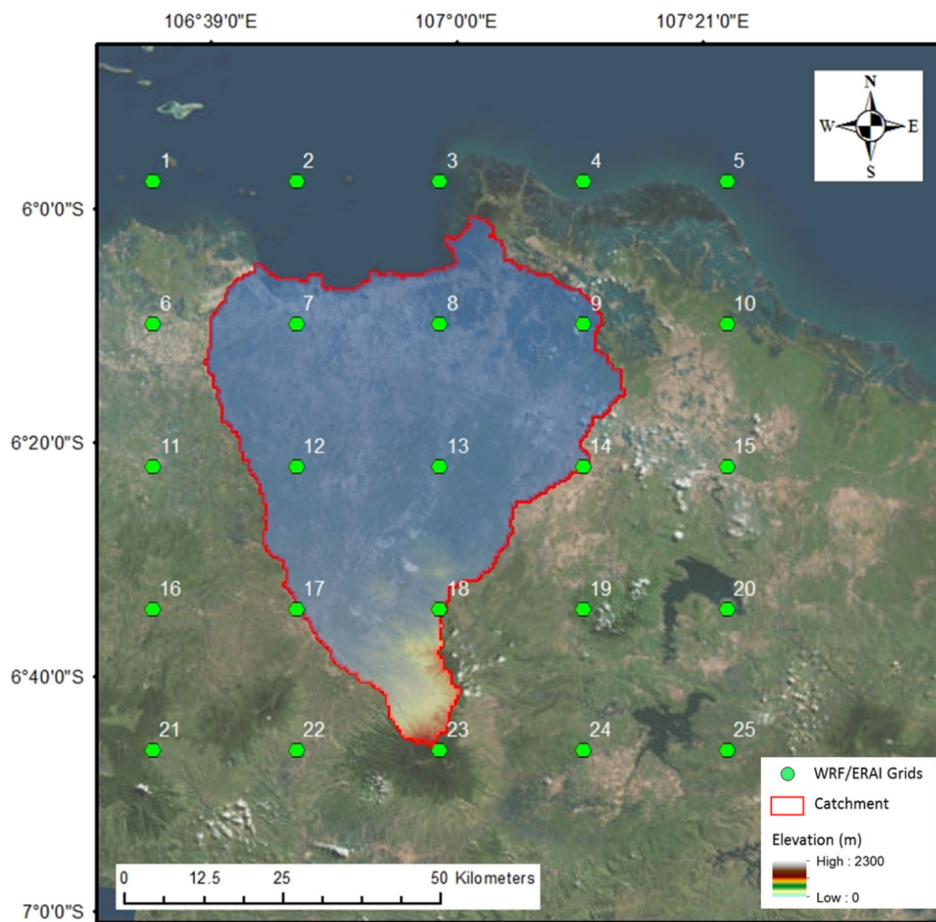 106°39'0"E 107°0'0"E 107°21'0"E
N
W E
S
1 2 3 4 5
6°0'0"S
6 7 8 9 10
6°20'0"S
11 12 13 14 15
16 17 18 19 20
6°40'0"S
21 22 23 24 25
WRF/ERAI Grids
Catchment
Elevation (m)
High : 2300
Low : 0
0 12.5 25 50 Kilometers
7°0'0"S